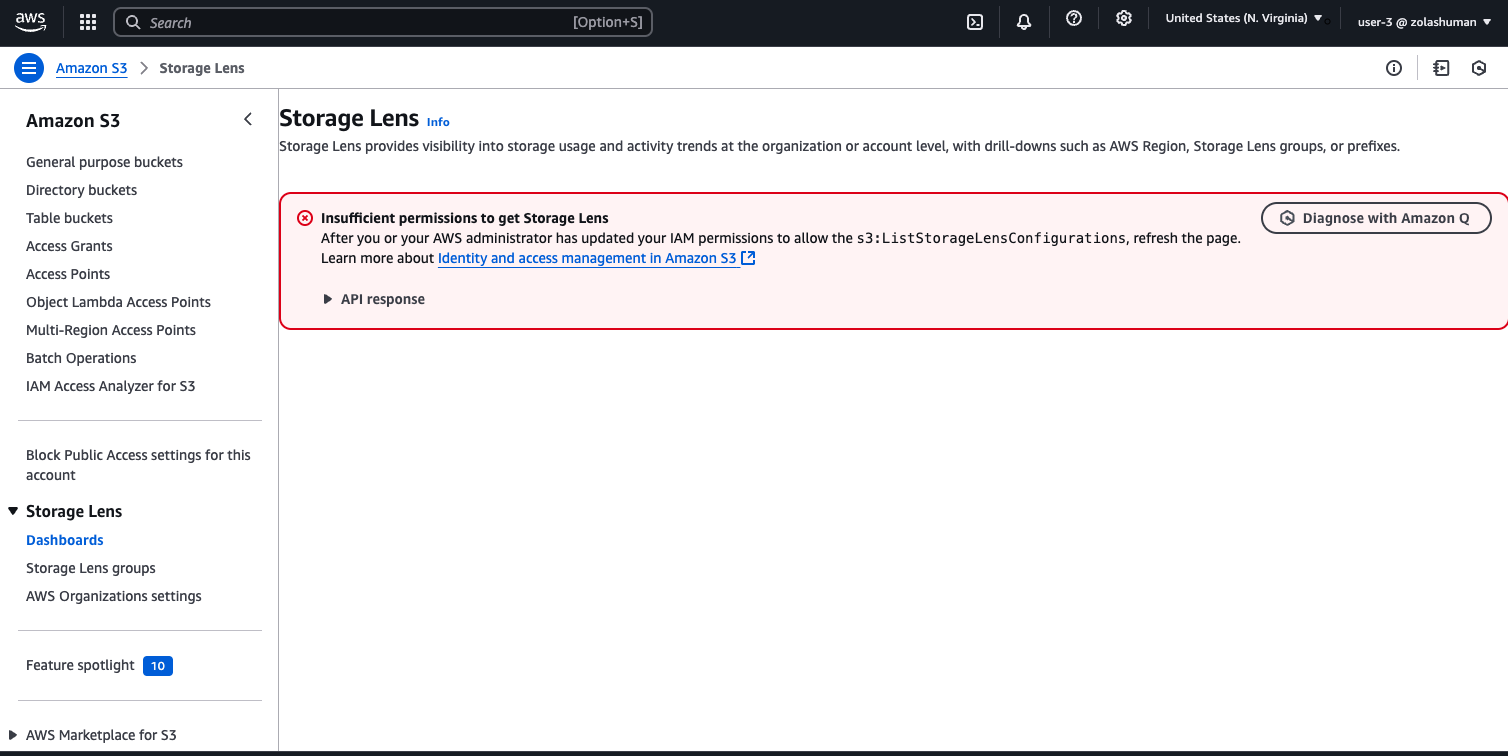 aws
Search [Option+S]
United States (N. Virginia)
user-3 @ zolashuman
Amazon S3
Storage Lens
Amazon S3
General purpose buckets
Directory buckets
Table buckets
Access Grants
Access Points
Object Lambda Access Points
Multi-Region Access Points
Batch Operations
IAM Access Analyzer for S3
Block Public Access settings for this
account
Storage Lens
Dashboards
Storage Lens groups
AWS Organizations settings
Feature spotlight 10
AWS Marketplace for S3
Storage Lens Info
Storage Lens provides visibility into storage usage and activity trends at the organization or account level, with drill-downs such as AWS Region, Storage Lens groups, or prefixes.
Insufficient permissions to get Storage Lens
After you or your AWS administrator has updated your IAM permissions to allow the s3:ListStorageLensConfigurations, refresh the page.
Learn more about Identity and access management in Amazon S3
API response
Diagnose with Amazon Q